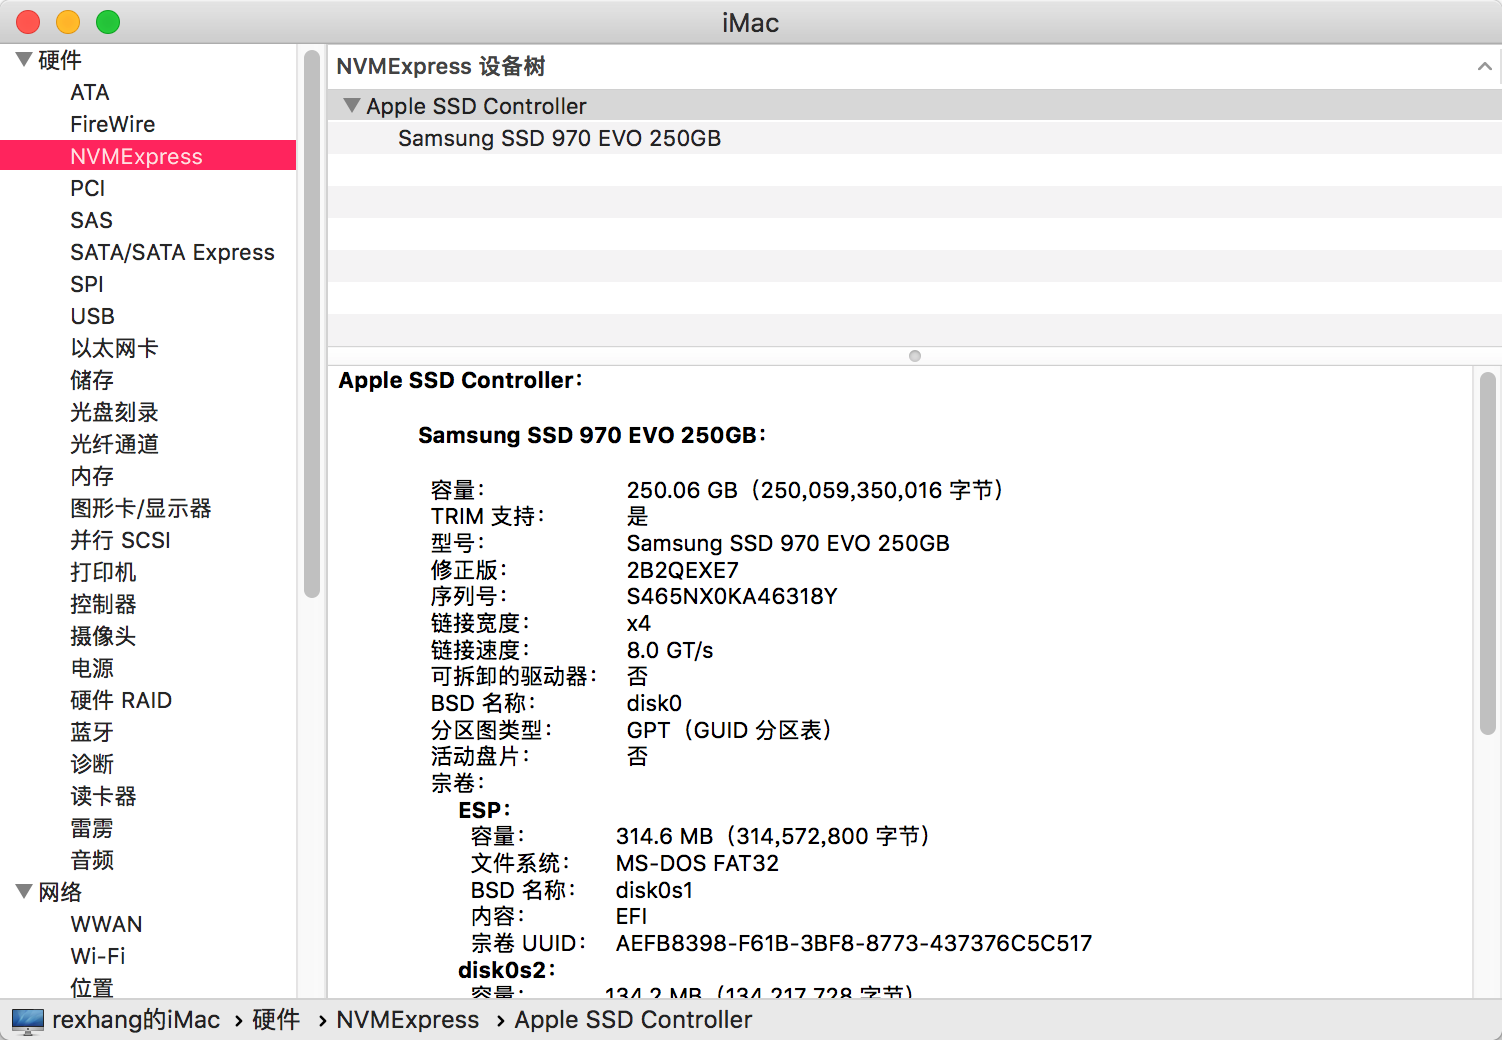 iMac
硬件
ATA
FireWire
NVMExpress
PCI
SAS
SATA/SATA Express
SPI
USB
以太网卡
储存
光盘刻录
光纤通道
内存
图形卡/显示器
并行 SCSI
打印机
控制器
摄像头
电源
硬件 RAID
蓝牙
诊断
读卡器
雷雳
音频
网络
WWAN
Wi-Fi
位置
NVMExpress 设备树
Apple SSD Controller
Samsung SSD 970 EVO 250GB
Apple SSD Controller：
Samsung SSD 970 EVO 250GB：
容量： 250.06 GB（250,059,350,016 字节）
TRIM 支持： 是
型号： Samsung SSD 970 EVO 250GB
修正版： 2B2QEXE7
序列号： S465NX0KA46318Y
链接宽度： x4
链接速度： 8.0 GT/s
可拆卸的驱动器： 否
BSD 名称： disk0
分区图类型： GPT（GUID 分区表）
活动盘片： 否
宗卷：
ESP：
容量： 314.6 MB（314,572,800 字节）
文件系统： MS-DOS FAT32
BSD 名称： disk0s1
内容： EFI
宗卷 UUID： AEFB8398-F61B-3BF8-8773-437376C5C517
disk0s2：
容量： 134.2 MB（134,217,728 字节）
rexhang的iMac › 硬件 › NVMExpress › Apple SSD Controller